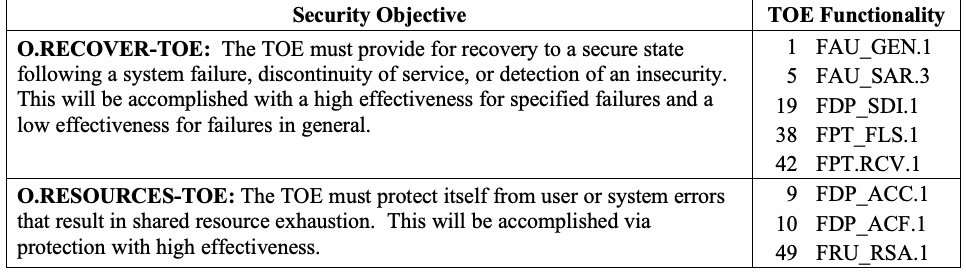 Security Objective TOE Functionality
O.RECOVER-TOE: The TOE must provide for recovery to a secure state
following a system failure, discontinuity of service, or detection of an insecurity.
This will be accomplished with a high effectiveness for specified failures and a
low effectiveness for failures in general.
1 FAU_GEN.1
5 FAU_SAR.3
19 FDP_SDI.1
38 FPT_FLS.1
42 FPT.RCV.1
O.RESOURCES-TOE: The TOE must protect itself from user or system errors
that result in shared resource exhaustion. This will be accomplished via
protection with high effectiveness.
9 FDP_ACC.1
10 FDP_ACF.1
49 FRU_RSA.1